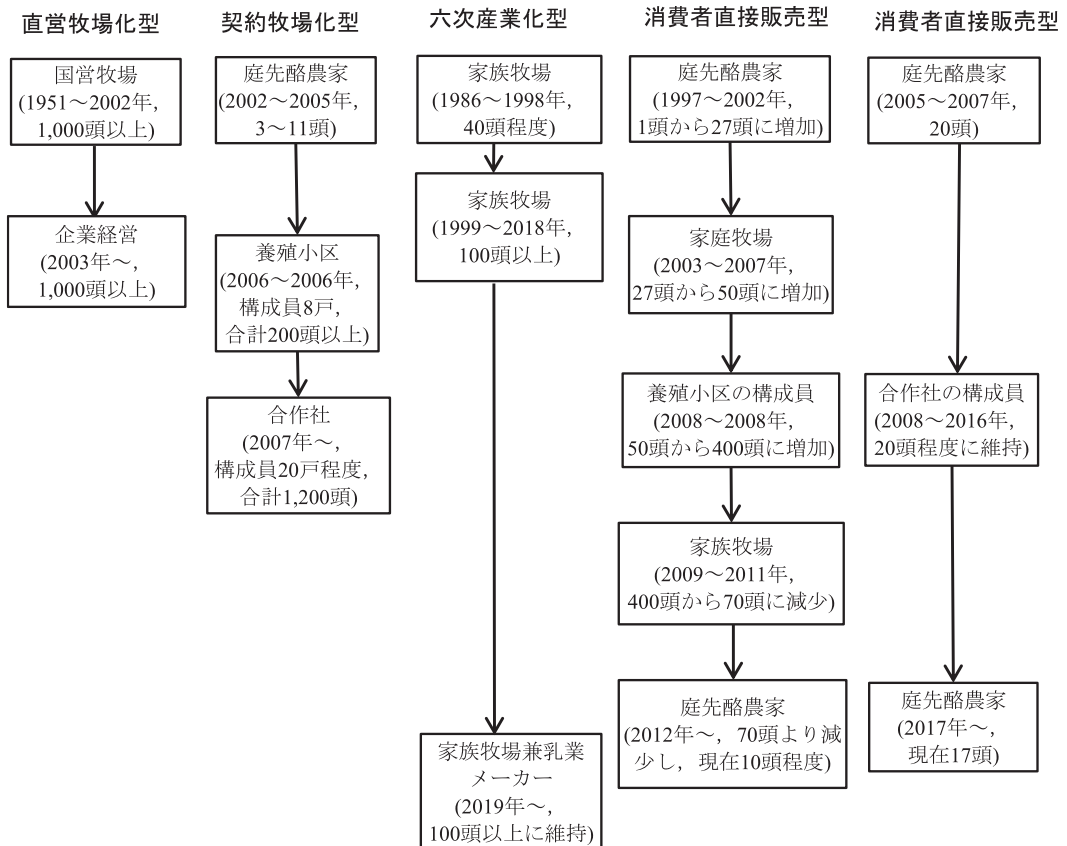 直営牧場化型
国営牧場
(1951～2002年,
1,000頭以上)
企業経営
(2003年～,
1,000頭以上)
契約牧場化型
庭先酪農家
(2002～2005年,
3～11頭)
養殖小区
(2006～2006年,
構成員8戸,
合計200頭以上)
合作社
(2007年～,
構成員20戸程度,
合計1,200頭)
六次産業化型
家族牧場
(1986～1998年,
40頭程度)
家族牧場
(1999～2018年,
100頭以上)
家族牧場兼乳業
メーカー
(2019年～,
100頭以上に維持)
消費者直接販売型
庭先酪農家
(1997～2002年,
1頭から27頭に増加)
家庭牧場
(2003～2007年,
27頭から50頭に増加)
養殖小区の構成員
(2008～2008年,
50頭から400頭に増加)
家族牧場
(2009～2011年,
400頭から70頭に減少)
庭先酪農家
(2012年～, 70頭より減
少し, 現在10頭程度)
消費者直接販売型
庭先酪農家
(2005～2007年,
20頭)
合作社の構成員
(2008～2016年,
20頭程度に維持)
庭先酪農家
(2017年～,
現在17頭)